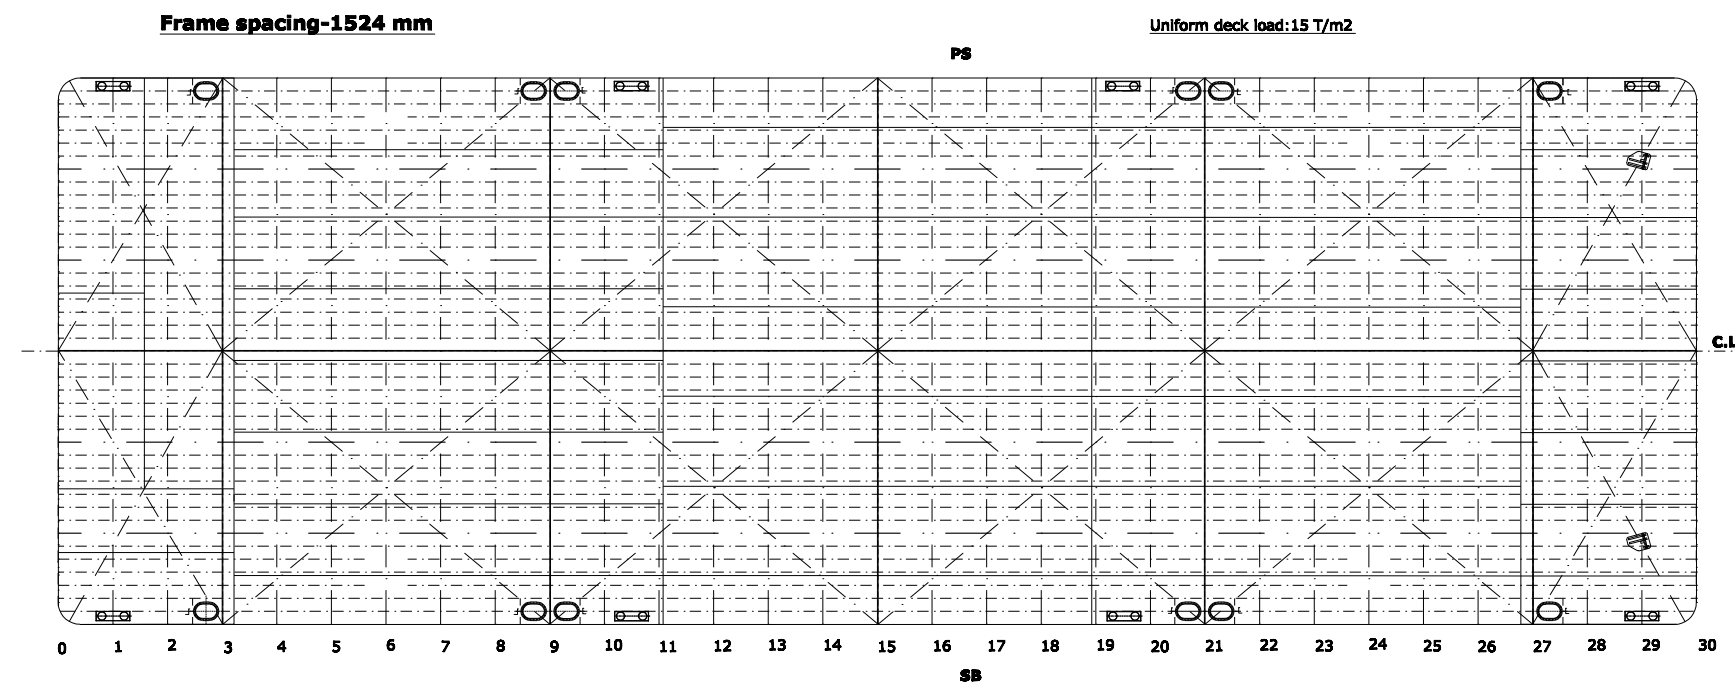 Frame spacing-1524 mm
Uniform deck load:15 T/m2
PS
C.L
0 1 2 3 4 5 6 7 8 9 10 11 12 13 14 15 16 17 18 19 20 21 22 23 24 25 26 27 28 29 30
SB